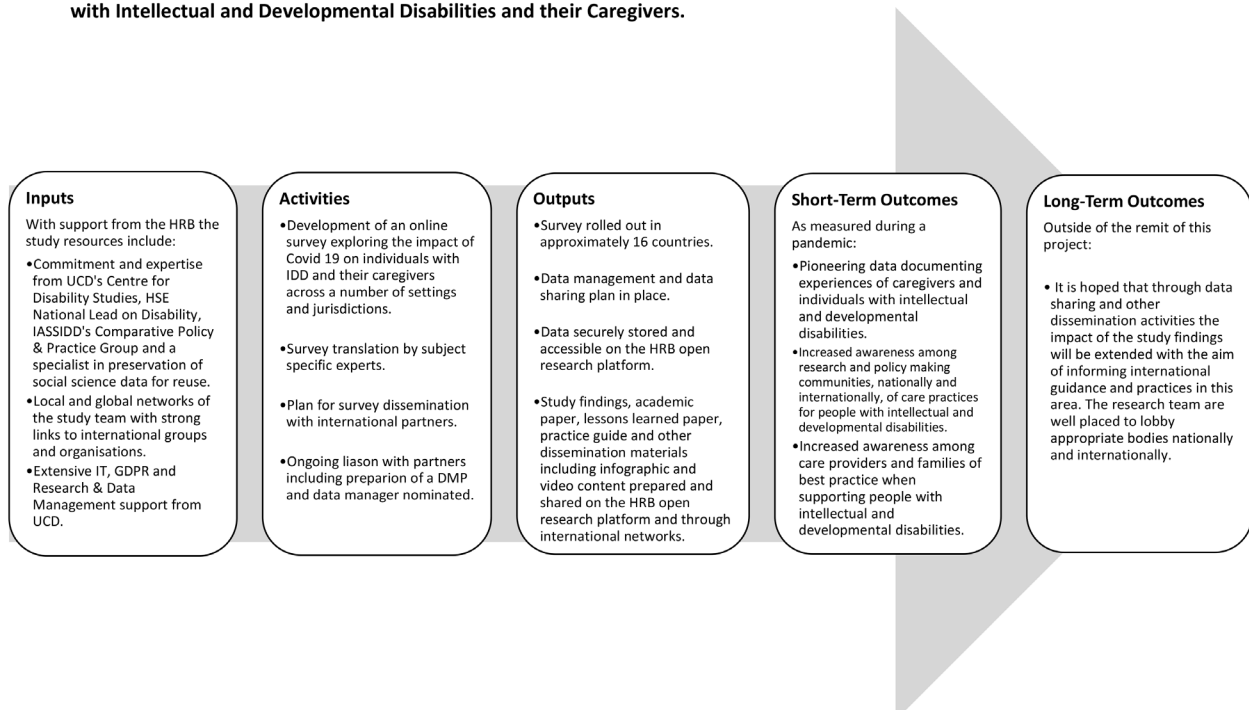 with Intellectual and Developmental Disabilities and their Caregivers.
Inputs
With support from the HRB the
study resources include:
•Commitment and expertise
from UCD's Centre for
Disability Studies, HSE
National Lead on Disability,
IASSIDD's Comparative Policy
& Practice Group and a
specialist in preservation of
social science data for reuse.
•Local and global networks of
the study team with strong
links to international groups
and organisations.
•Extensive IT, GDPR and
Research & Data
Management support from
UCD.
Activities
•Development of an online
survey exploring the impact of
Covid 19 on individuals with
IDD and their caregivers
across a number of settings
and jurisdictions.
•Survey translation by subject
specific experts.
•Plan for survey dissemination
with international partners.
•Ongoing liason with partners
including preparion of a DMP
and data manager nominated.
Outputs
•Survey rolled out in
approximately 16 countries.
•Data management and data
sharing plan in place.
•Data securely stored and
accessible on the HRB open
research platform.
•Study findings, academic
paper, lessons learned paper,
practice guide and other
dissemination materials
including infographic and
video content prepared and
shared on the HRB open
research platform and through
international networks.
Short-Term Outcomes
As measured during a
pandemic:
•Pioneering data documenting
experiences of caregivers and
individuals with intellectual
and developmental
disabilities.
•Increased awareness among
research and policy making
communities, nationally and
internationally, of care practices
for people with intellectual and
developmental disabilities.
•Increased awareness among
care providers and families of
best practice when
supporting people with
intellectual and
developmental disabilities.
Long-Term Outcomes
Outside of the remit of this
project:
• It is hoped that through data
sharing and other
dissemination activities the
impact of the study findings
will be extended with the aim
of informing international
guidance and practices in this
area. The research team are
well placed to lobby
appropriate bodies nationally
and internationally.